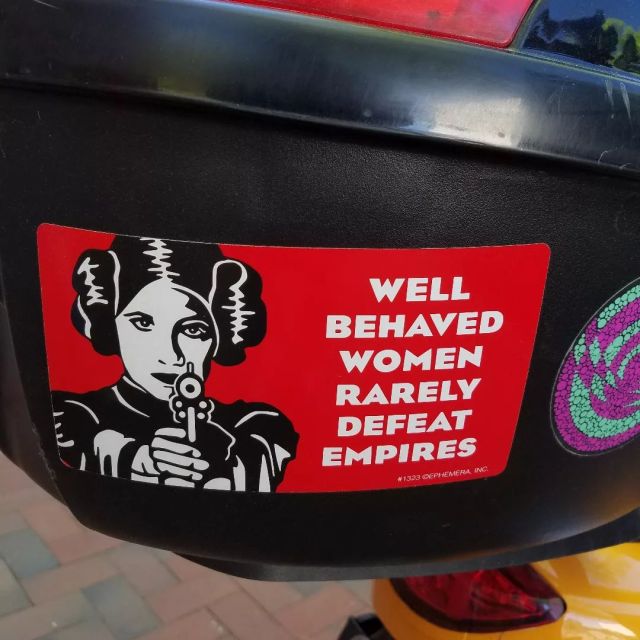 WELL
BEHAVED
WOMEN
RARELY
DEFEAT
EMPIRES
#1323 ©EPHEMERA, INC.